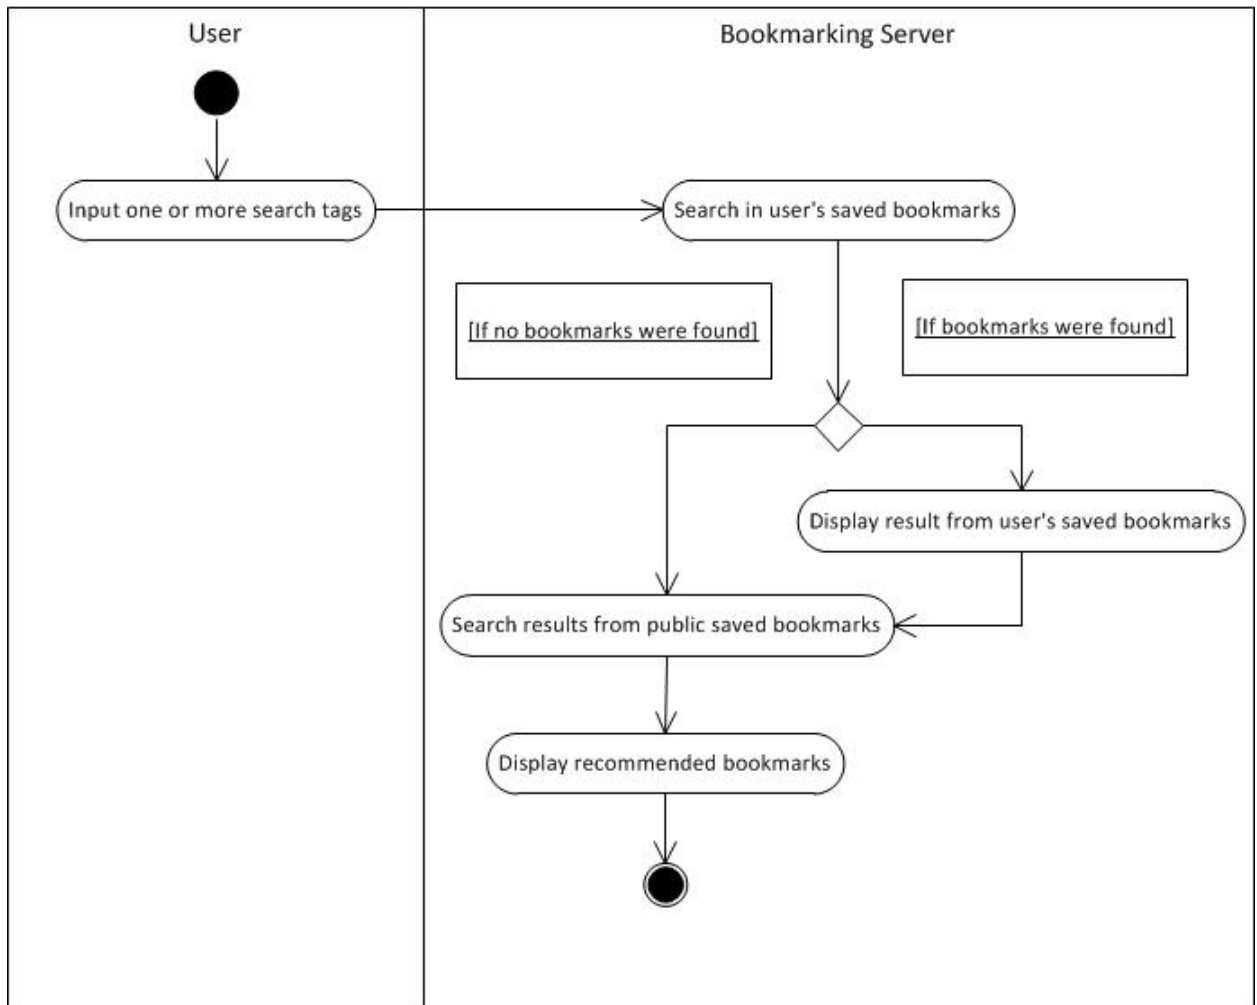 User
Bookmarking Server
Input one or more search tags
Search in user's saved bookmarks
[If no bookmarks were found]
[If bookmarks were found]
Display result from user's saved bookmarks
Search results from public saved bookmarks
Display recommended bookmarks